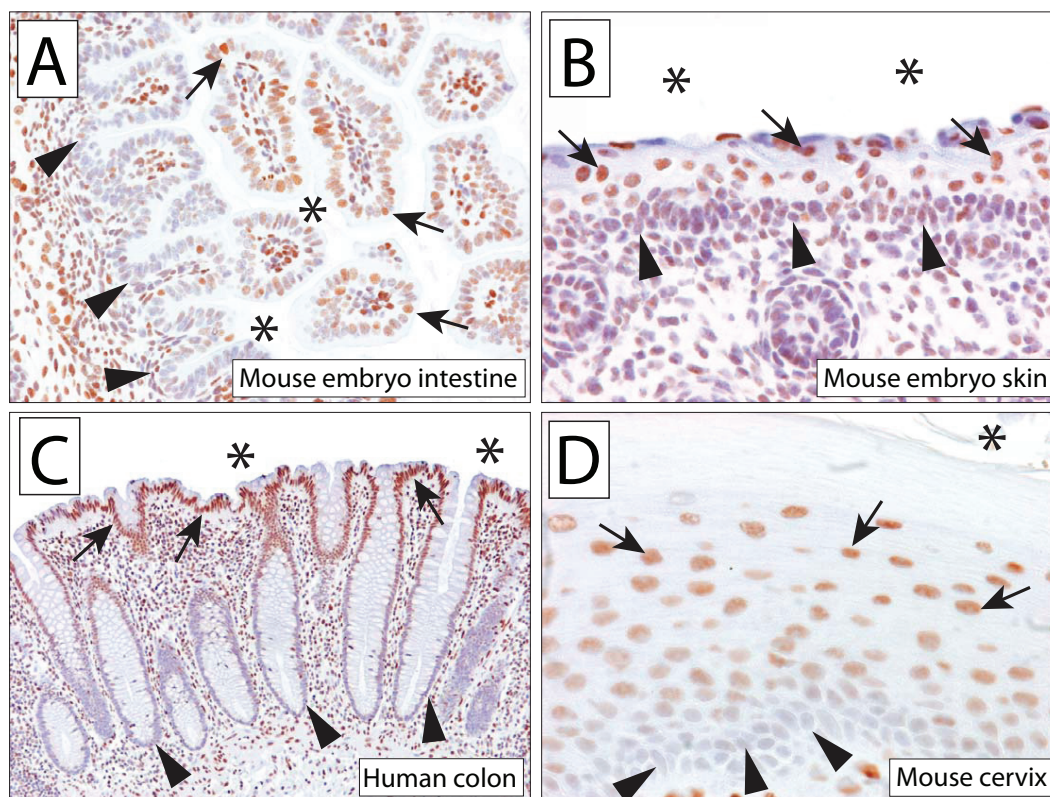 A
Mouse embryo intestine
B
Mouse embryo skin
C
Human colon
D
Mouse cervix